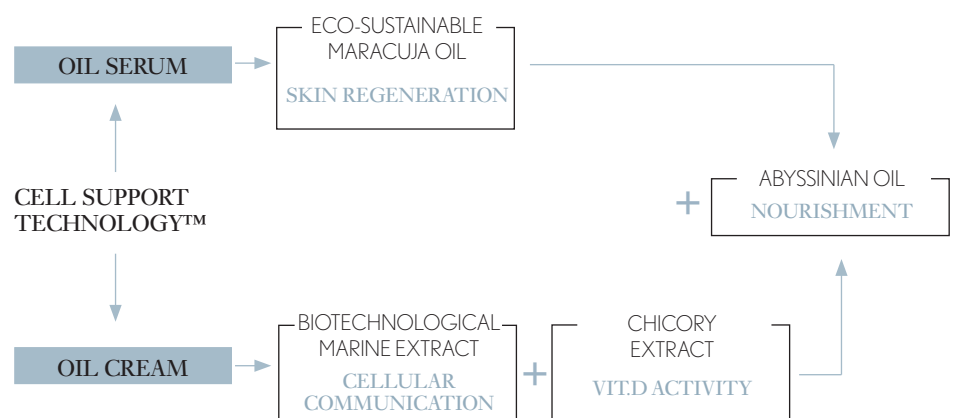 ECO-SUSTAINABLE
MARACUJA OIL
OIL SERUM
SKIN REGENERATION
CELL SUPPORT
TECHNOLOGY™
ABYSSINIAN OIL
+
NOURISHMENT
BIOTECHNOLOGICAL
MARINE EXTRACT
CHICORY
EXTRACT
OIL CREAM
CELLULAR
COMMUNICATION
+
VIT.D ACTIVITY